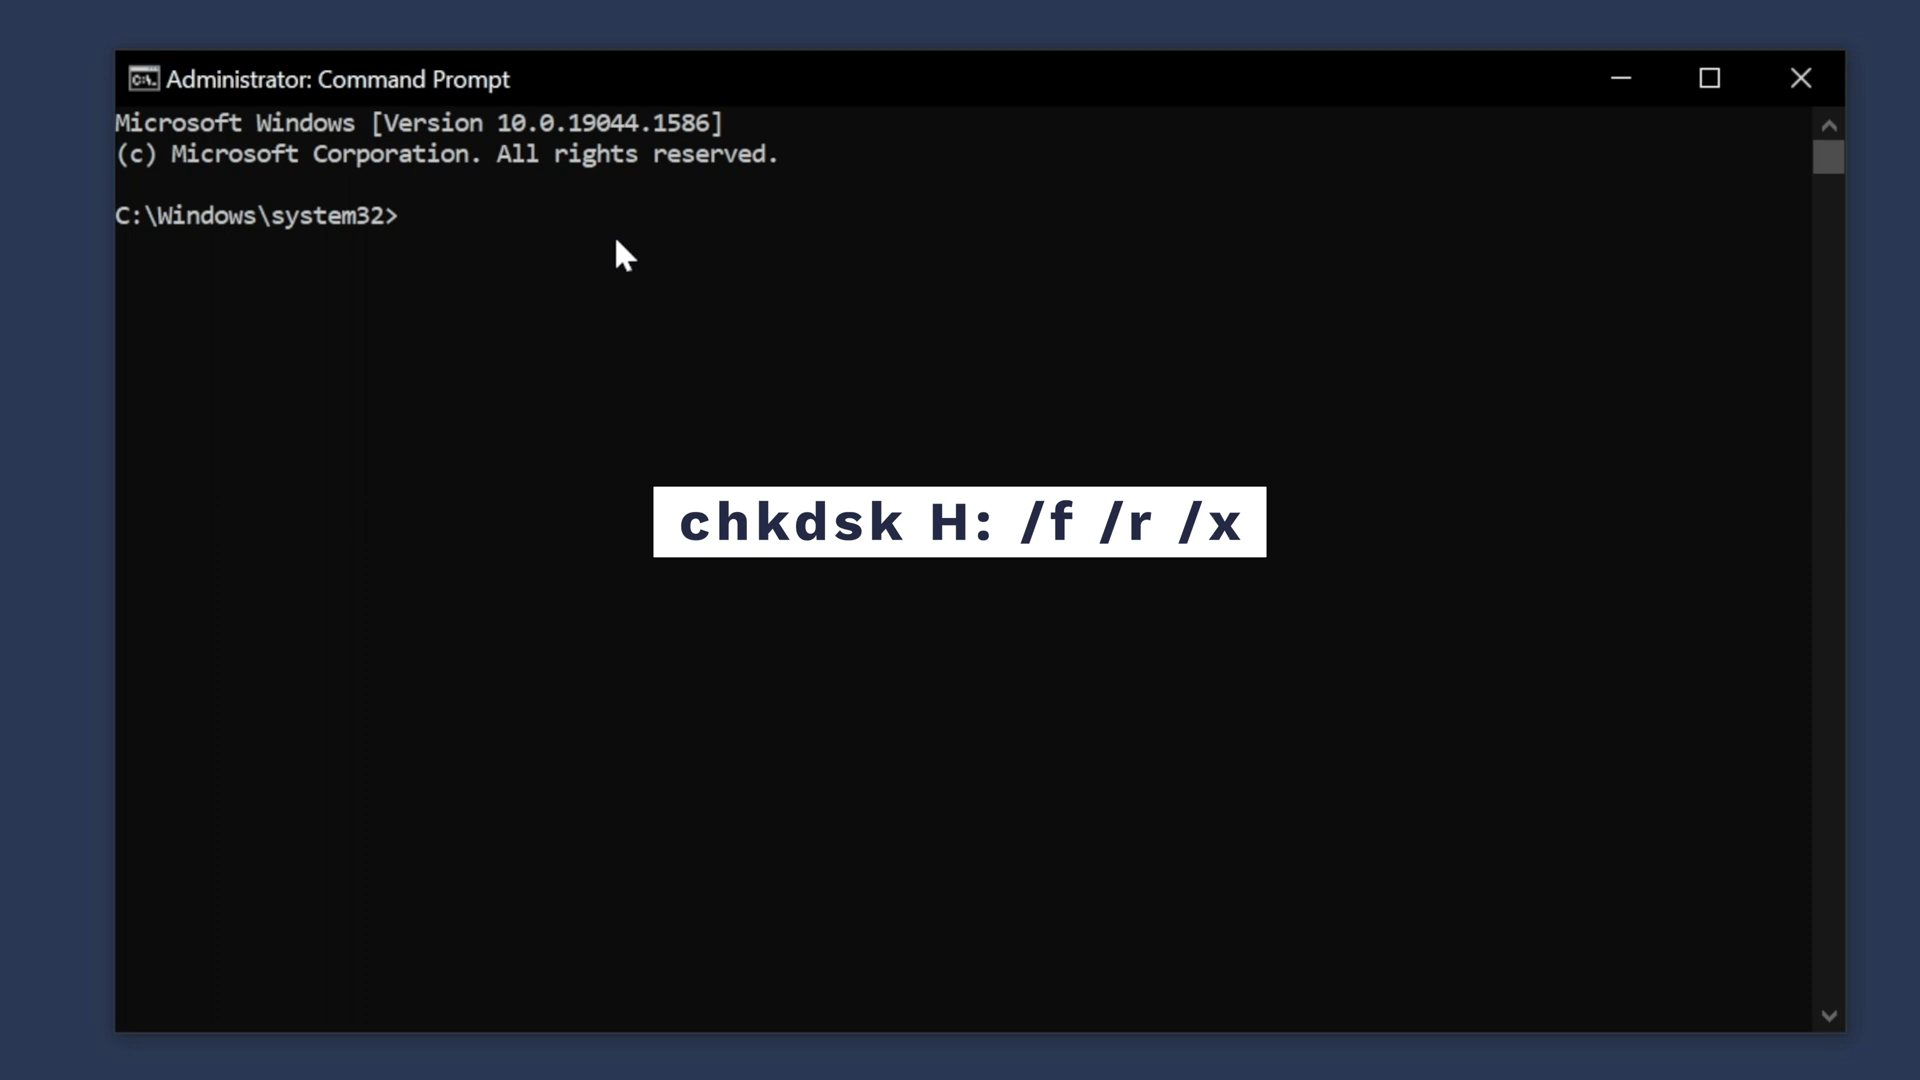 Administrator: Command Prompt
Microsoft Windows [Version 10.0.19044.1586]
(c) Microsoft Corporation. All rights reserved.
C:\Windows\system32>
chkdsk H: /f /r /x